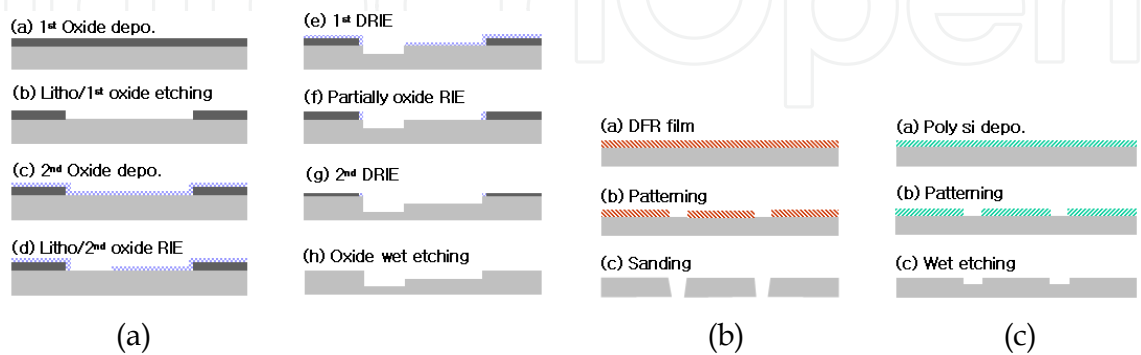 (a) 1st Oxide depo.
(b) Litho/1st oxide etching
(c) 2nd Oxide depo.
(d) Litho/2nd oxide RIE
(e) 1st DRIE
(f) Partially oxide RIE
(g) 2nd DRIE
(h) Oxide wet etching
(a)
(a) DFR film
(b) Patterning
(c) Sanding
(b)
(a) Poly si depo.
(b) Patterning
(c) Wet etching
(c)